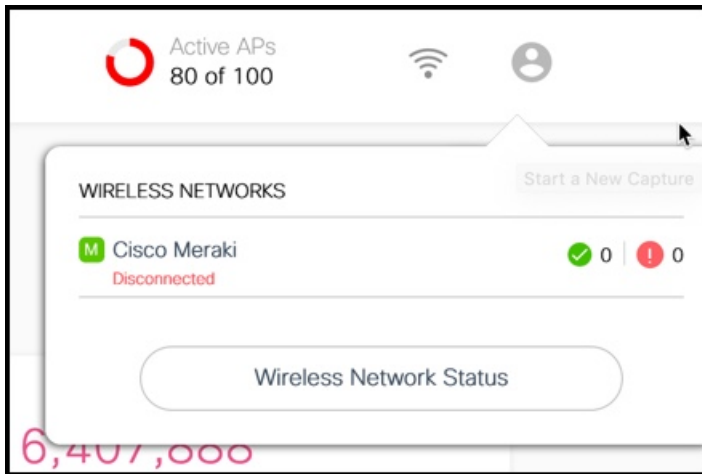 Active APs
80 of 100
Start a New Capture
WIRELESS NETWORKS
M Cisco Meraki
0 ! 0
Disconnected
Wireless Network Status
6,407,888